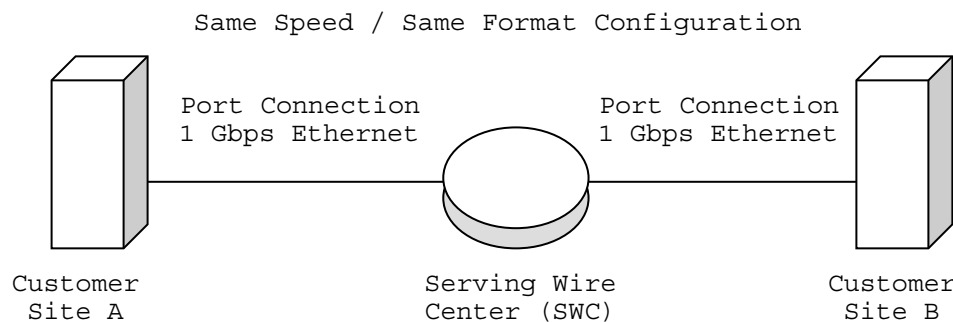 Same Speed / Same Format Configuration
Port Connection
1 Gbps Ethernet
Port Connection
1 Gbps Ethernet
Customer
Site A
Serving Wire
Center (SWC)
Customer
Site B